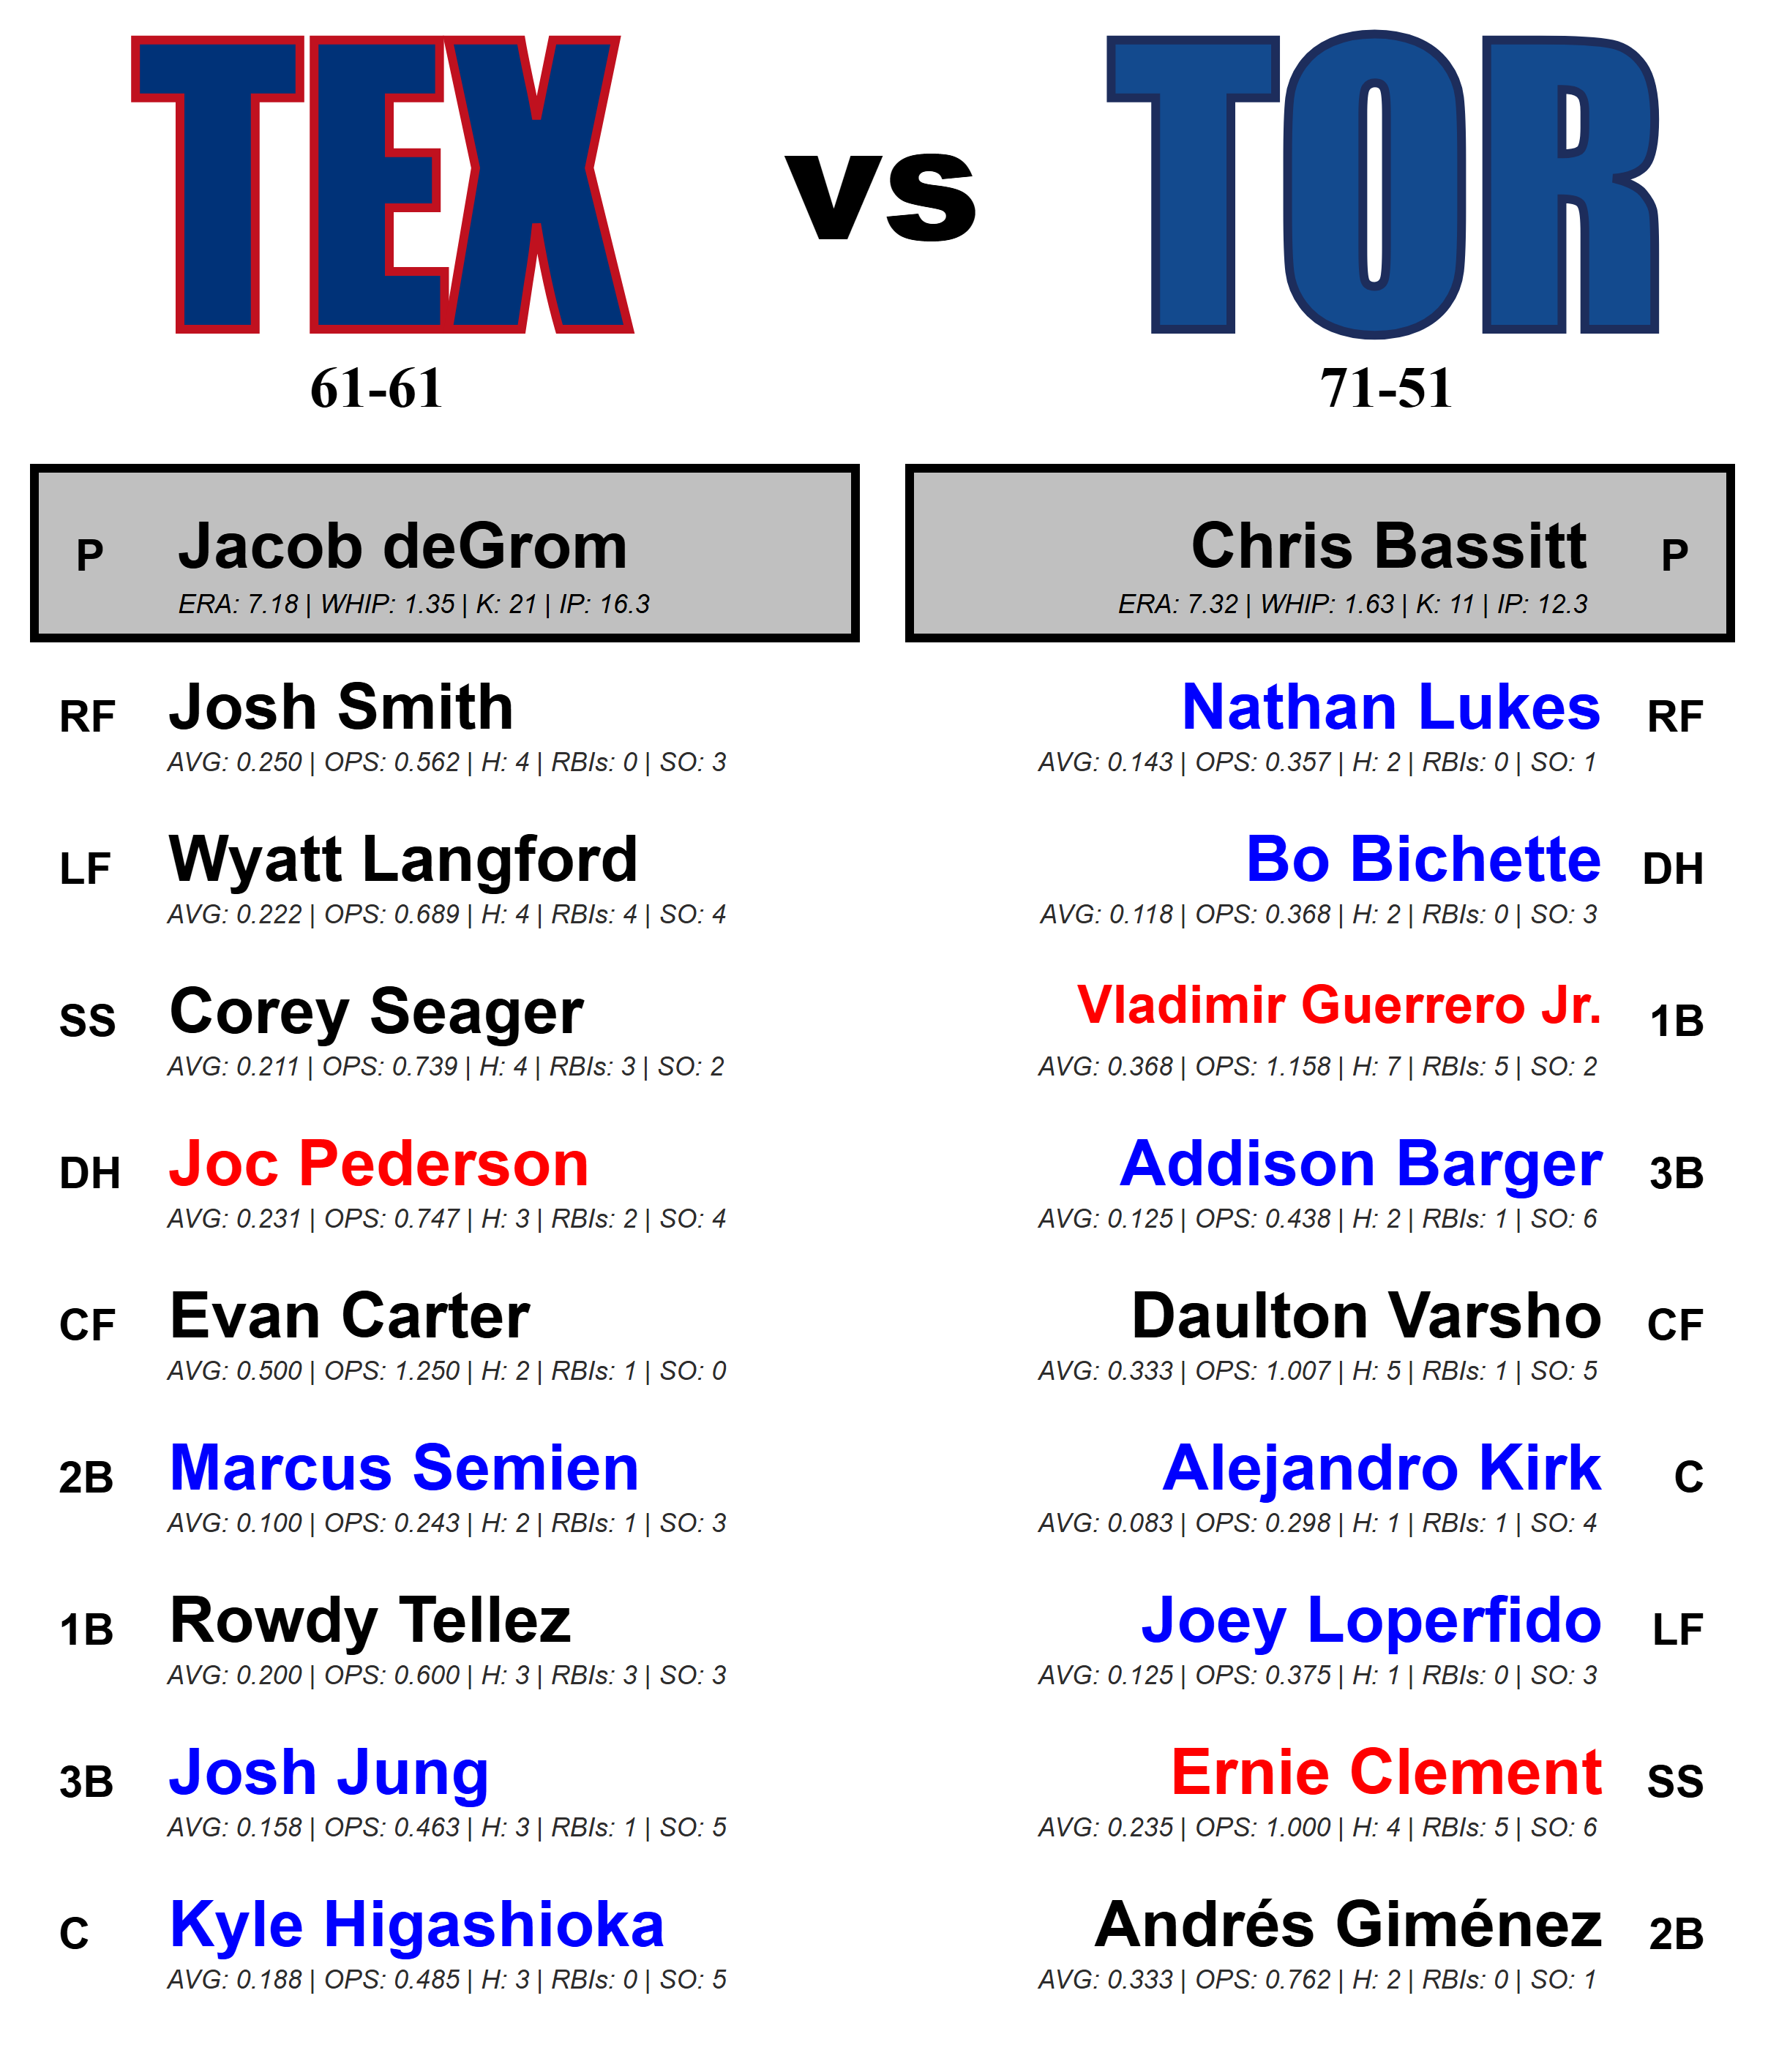 TEX vs TOR
61-61 71-51
P Jacob deGrom
ERA: 7.18 | WHIP: 1.35 | K: 21 | IP: 16.3
Chris Bassitt P
ERA: 7.32 | WHIP: 1.63 | K: 11 | IP: 12.3
RF Josh Smith
AVG: 0.250 | OPS: 0.562 | H: 4 | RBIs: 0 | SO: 3
Nathan Lukes RF
AVG: 0.143 | OPS: 0.357 | H: 2 | RBIs: 0 | SO: 1
LF Wyatt Langford
AVG: 0.222 | OPS: 0.689 | H: 4 | RBIs: 4 | SO: 4
Bo Bichette DH
AVG: 0.118 | OPS: 0.368 | H: 2 | RBIs: 0 | SO: 3
SS Corey Seager
AVG: 0.211 | OPS: 0.739 | H: 4 | RBIs: 3 | SO: 2
Vladimir Guerrero Jr. 1B
AVG: 0.368 | OPS: 1.158 | H: 7 | RBIs: 5 | SO: 2
DH Joc Pederson
AVG: 0.231 | OPS: 0.747 | H: 3 | RBIs: 2 | SO: 4
Addison Barger 3B
AVG: 0.125 | OPS: 0.438 | H: 2 | RBIs: 1 | SO: 6
CF Evan Carter
AVG: 0.500 | OPS: 1.250 | H: 2 | RBIs: 1 | SO: 0
Daulton Varsho CF
AVG: 0.333 | OPS: 1.007 | H: 5 | RBIs: 1 | SO: 5
2B Marcus Semien
AVG: 0.100 | OPS: 0.243 | H: 2 | RBIs: 1 | SO: 3
Alejandro Kirk C
AVG: 0.083 | OPS: 0.298 | H: 1 | RBIs: 1 | SO: 4
1B Rowdy Tellez
AVG: 0.200 | OPS: 0.600 | H: 3 | RBIs: 3 | SO: 3
Joey Loperfido LF
AVG: 0.125 | OPS: 0.375 | H: 1 | RBIs: 0 | SO: 3
3B Josh Jung
AVG: 0.158 | OPS: 0.463 | H: 3 | RBIs: 1 | SO: 5
Ernie Clement SS
AVG: 0.235 | OPS: 1.000 | H: 4 | RBIs: 5 | SO: 6
C Kyle Higashioka
AVG: 0.188 | OPS: 0.485 | H: 3 | RBIs: 0 | SO: 5
Andrés Giménez 2B
AVG: 0.333 | OPS: 0.762 | H: 2 | RBIs: 0 | SO: 1